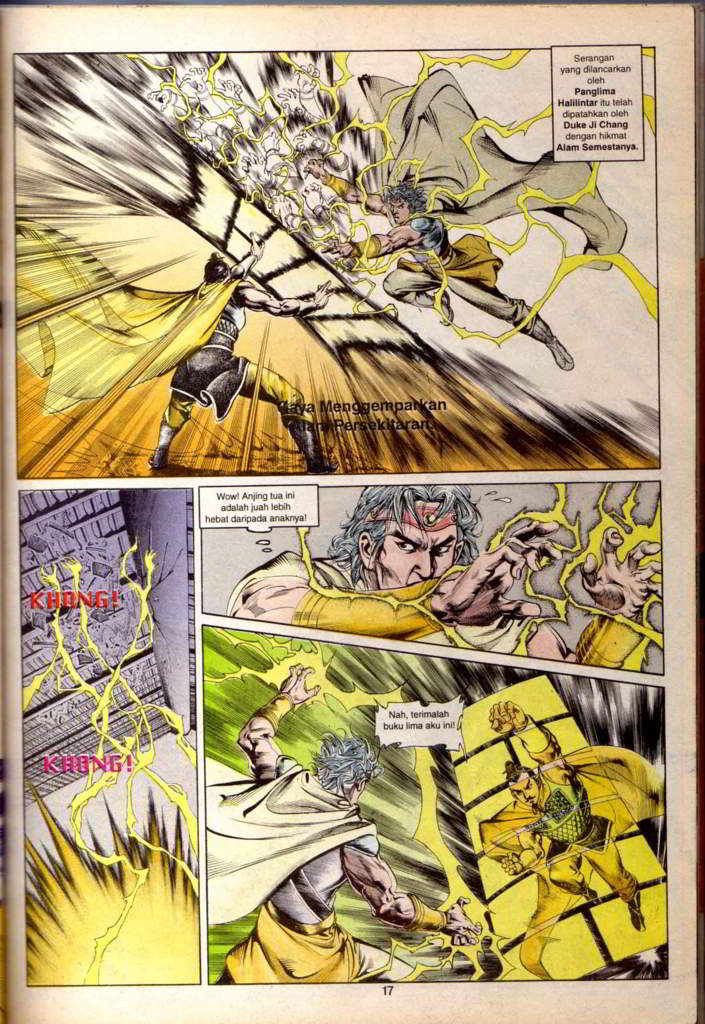 Serangan
yang dilancarkan
oleh
Panglima
Halilintar itu telah
dipatahkan oleh
Duke Ji Chang
dengan hikmat
Alam Semestanya.
Menggemparkan
Alam Persekitaran.
KHONG!
KHONG!
Wow! Anjing tua ini
adalah juah lebih
hebat daripada anaknya!
Nah, terimalah
buku lima aku ini!
17